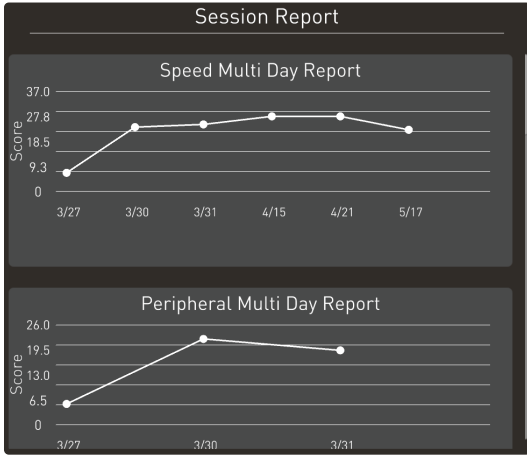 Session Report
Speed Multi Day Report
37.0
27.8
18.5
9.3
0
Score
3/27 3/30 3/31 4/15 4/21 5/17
Peripheral Multi Day Report
26.0
19.5
13.0
6.5
0
Score
3/27 3/30 3/31